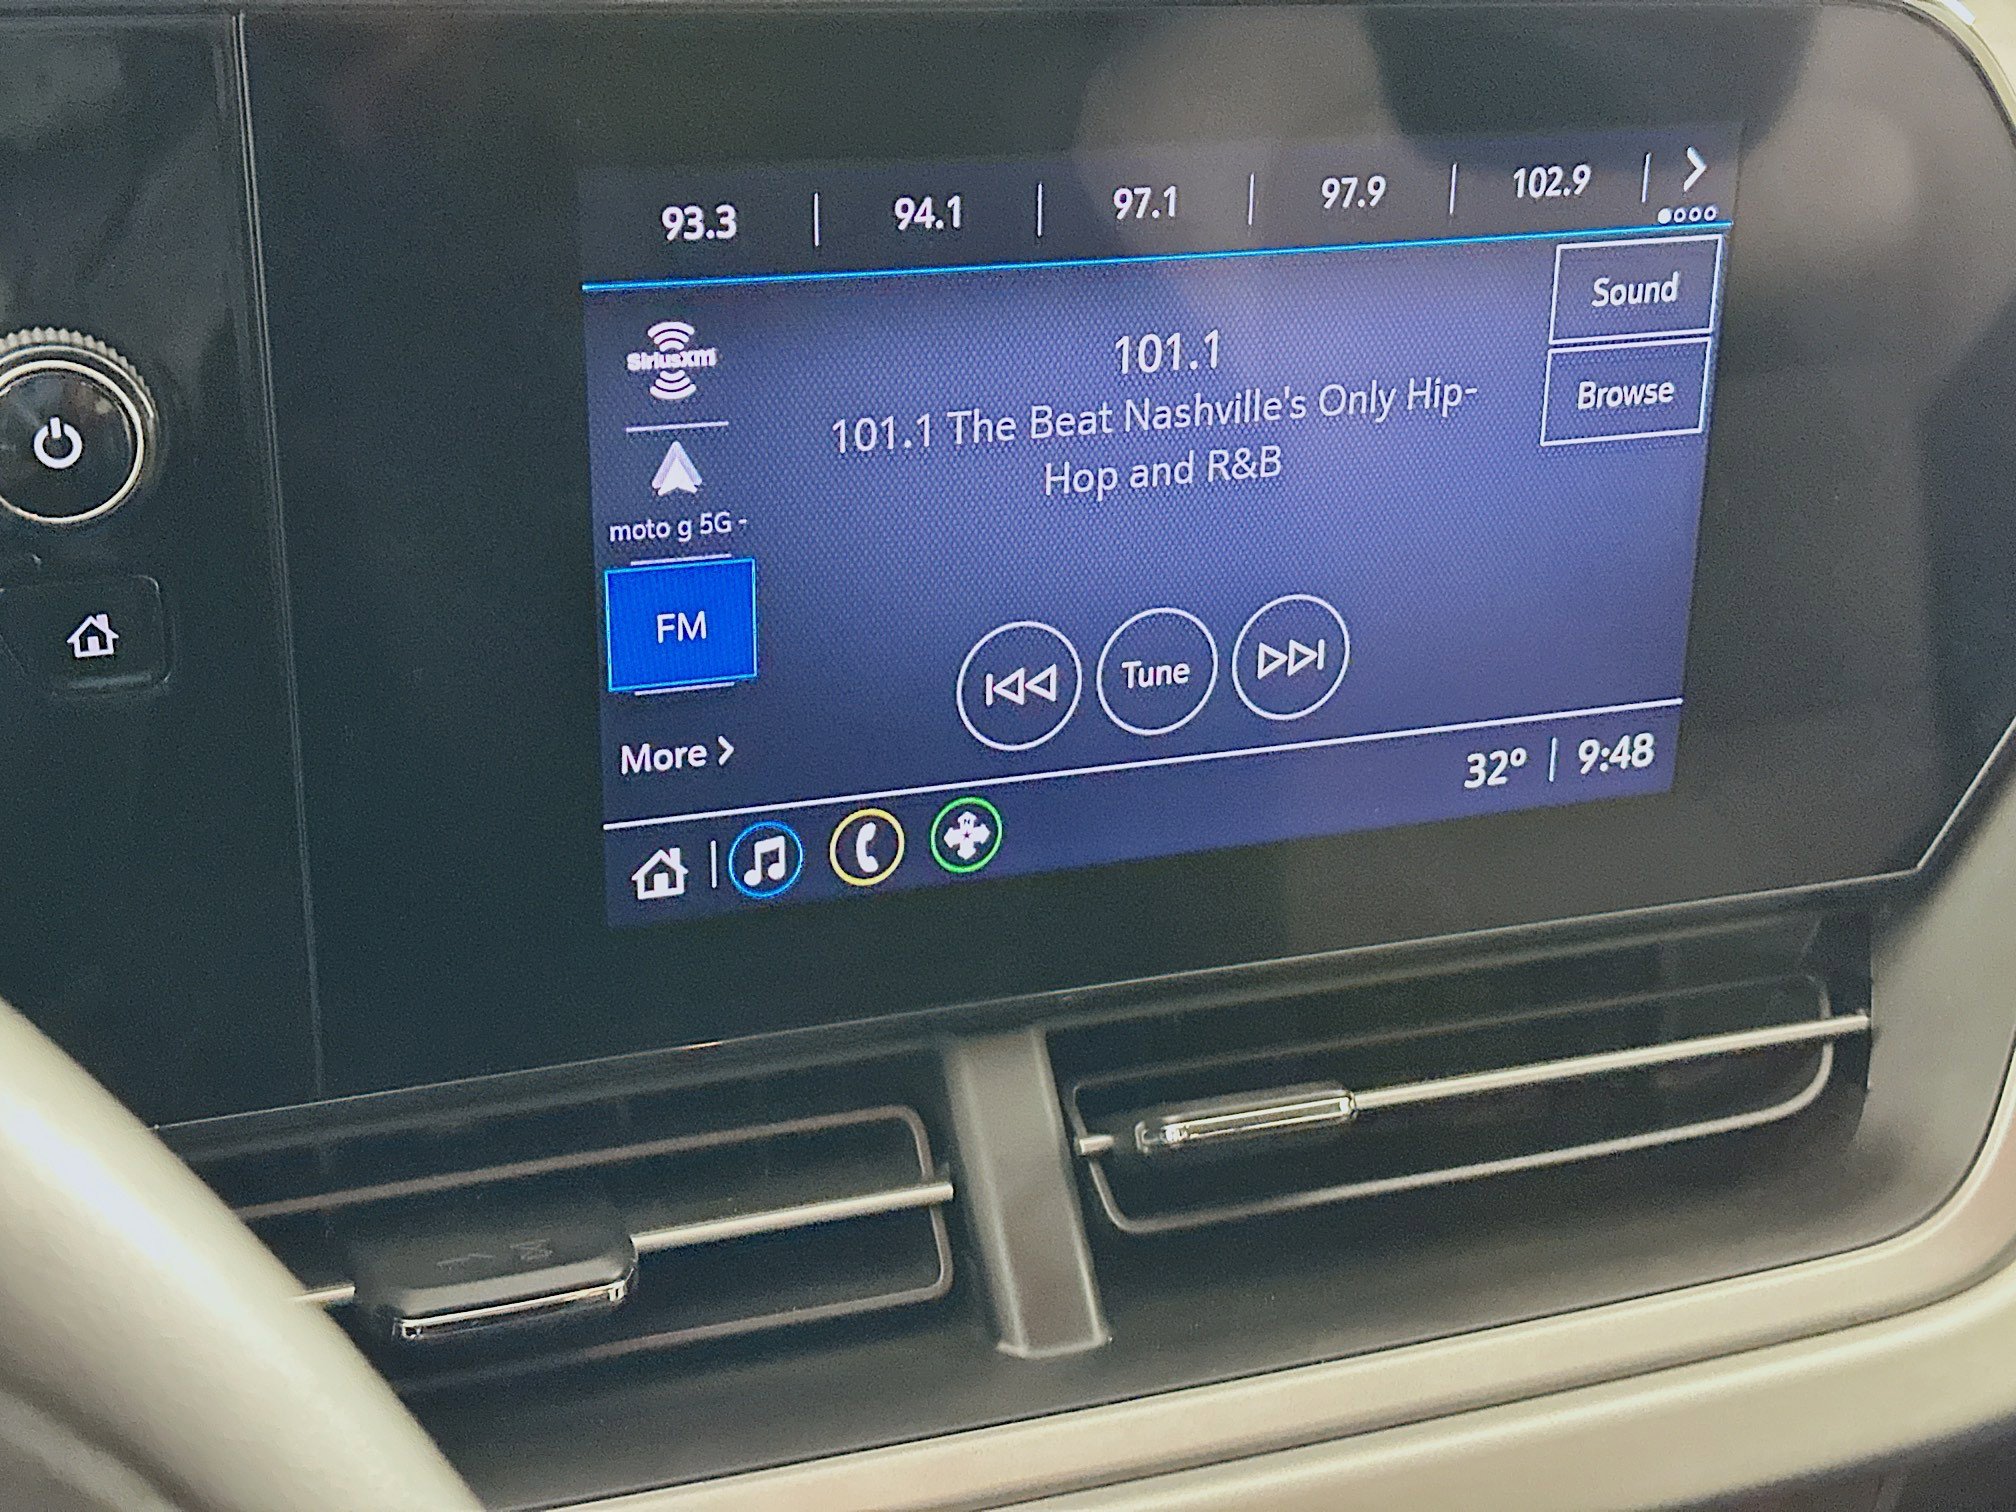 93.3 | 94.1 | 97.1 | 97.9 | 102.9 |
Sound
Browse
SiriusXM
moto g 5G -
FM
More
101.1
101.1 The Beat Nashville's Only Hip-
Hop and R&B
Tune
32° | 9:48
N